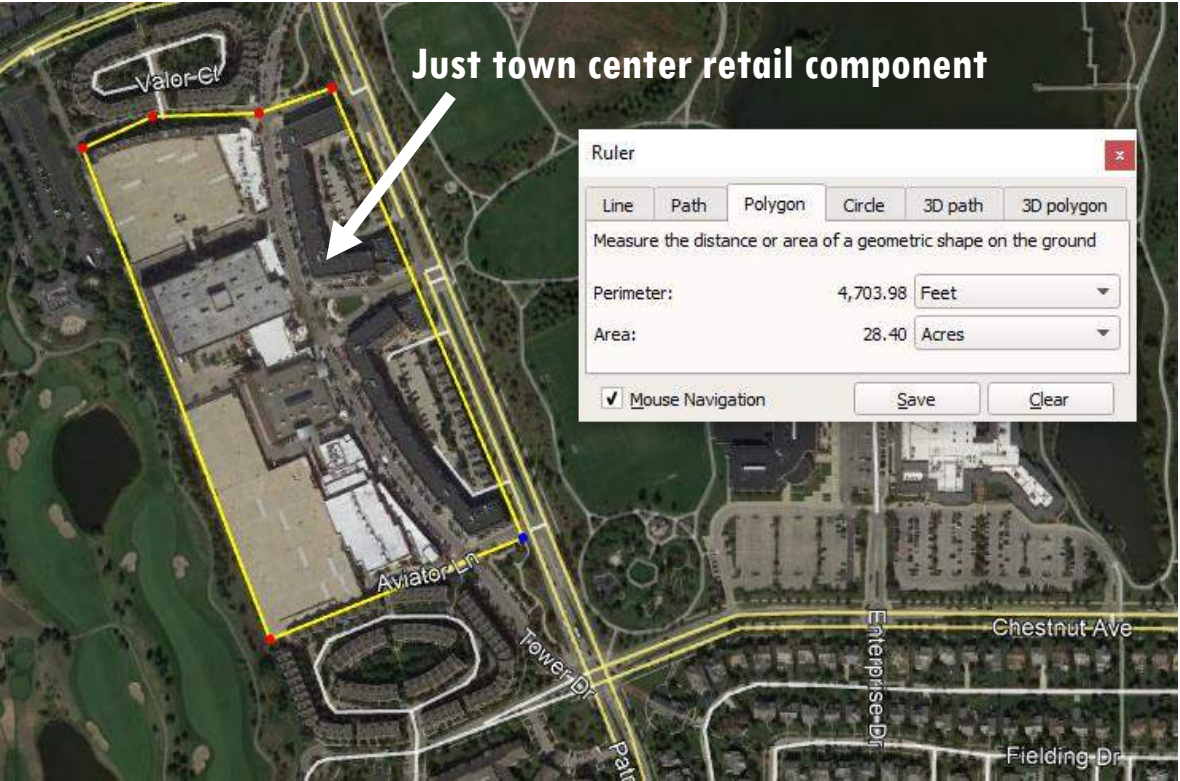 Just town center retail component
Valor Ct
Ruler
x
Line Path Polygon Circle 3D path 3D polygon
Measure the distance or area of a geometric shape on the ground
Perimeter: 4,703.98 Feet
Area: 28.40 Acres
Mouse Navigation Save Clear
Aviator Ln
Tower Dr
Enterprise Dr
Chestnut Ave
Patr
Fielding Dr